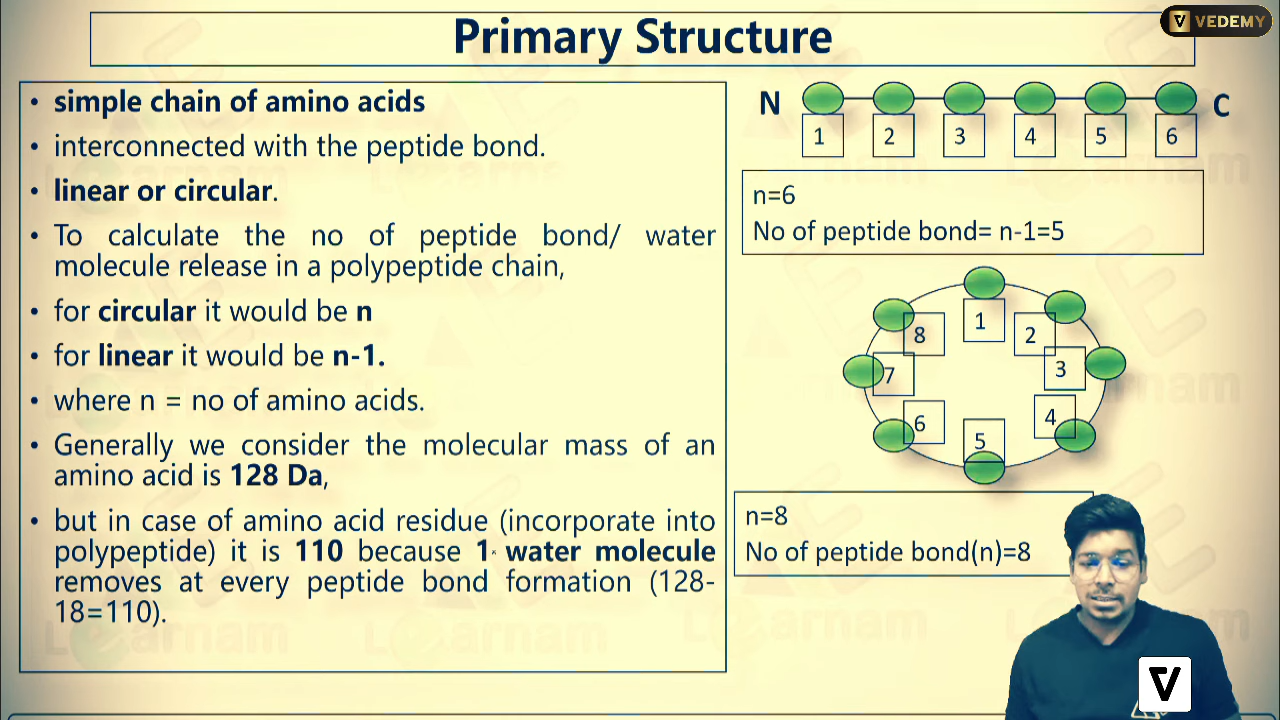 VEDEMY
Primary Structure
• simple chain of amino acids
• interconnected with the peptide bond.
• linear or circular.
• To calculate the no of peptide bond/ water
molecule release in a polypeptide chain,
• for circular it would be n
• for linear it would be n-1.
• where n = no of amino acids.
• Generally we consider the molecular mass of an
amino acid is 128 Da,
• but in case of amino acid residue (incorporate into
polypeptide) it is 110 because 1 water molecule
removes at every peptide bond formation (128-
18=110).
N C
1 2 3 4 5 6
n=6
No of peptide bond= n-1=5
1
8 2
7 3
6 4
5
n=8
No of peptide bond(n)=8
Learnam